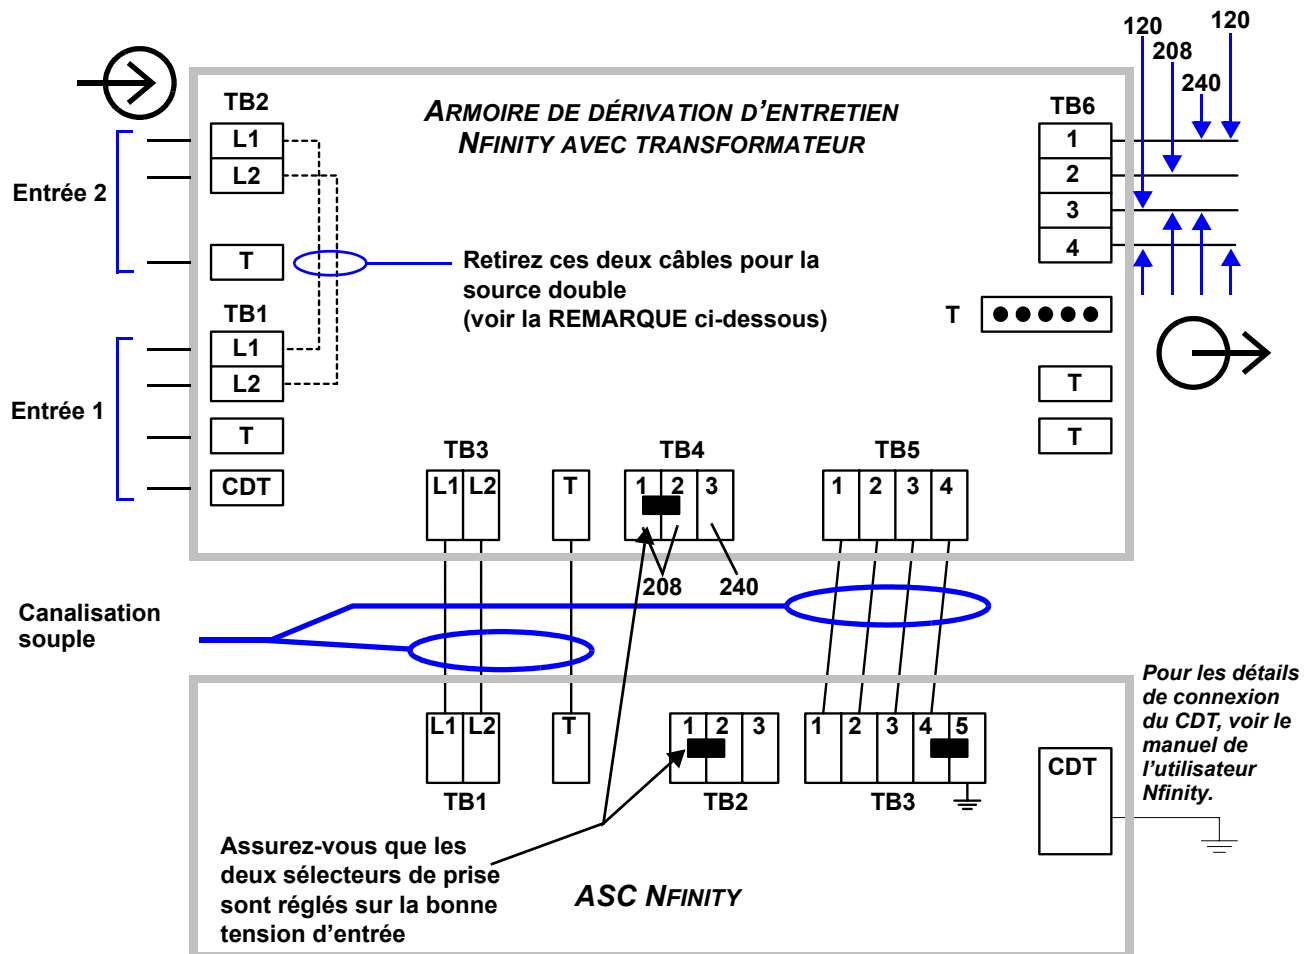 120
120
208
240
TB2
ARMOIRE DE DÉRIVATION D'ENTRETIEN
NFINITY AVEC TRANSFORMATEUR
TB6
L1
1
L2
2
Entrée 2
3
T
4
Retirez ces deux câbles pour la
source double
(voir la REMARQUE ci-dessous)
TB1
T
L1
L2
T
Entrée 1
T
T
CDT
TB3
TB4
TB5
L1 L2
T
1 2 3
1 2 3 4
208
240
Canalisation
souple
Pour les détails
de connexion
du CDT, voir le
manuel de
l'utilisateur
Nfinity.
L1 L2
T
1 2 3
1 2 3 4 5
CDT
TB1
TB2
TB3
Assurez-vous que les
deux sélecteurs de prise
sont réglés sur la bonne
tension d'entrée
ASC NFINITY